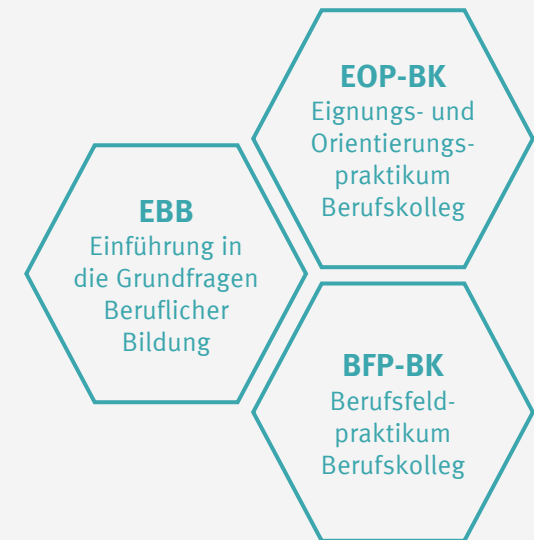 EOP-BK
Eignungs- und
Orientierungs-
praktikum
Berufskolleg
EBB
Einführung in
die Grundfragen
Beruflicher
Bildung
BFP-BK
Berufsfeld-
praktikum
Berufskolleg